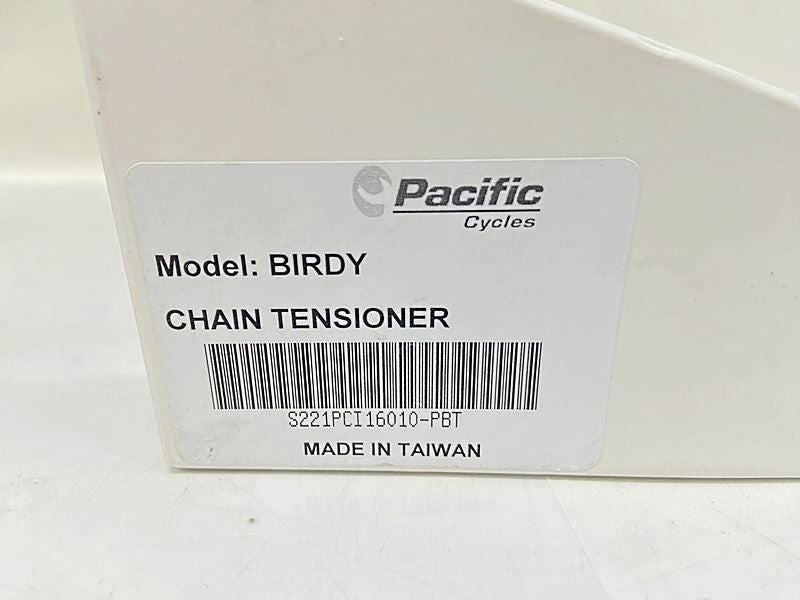 Pacific
Cycles
Model: BIRDY
CHAIN TENSIONER
S221PCI16010-PBT
MADE IN TAIWAN